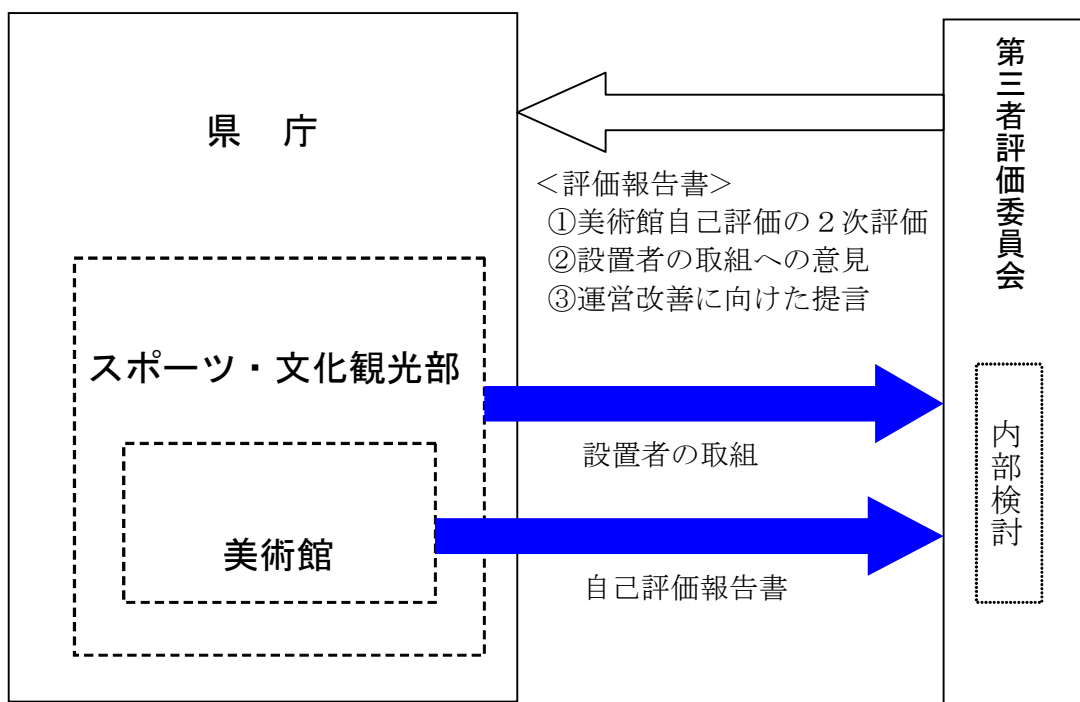 県　庁
スポーツ・文化観光部
美術館
＜評価報告書＞
①美術館自己評価の２次評価
②設置者の取組への意見
③運営改善に向けた提言
設置者の取組
自己評価報告書
第三者評価委員会
内部検討